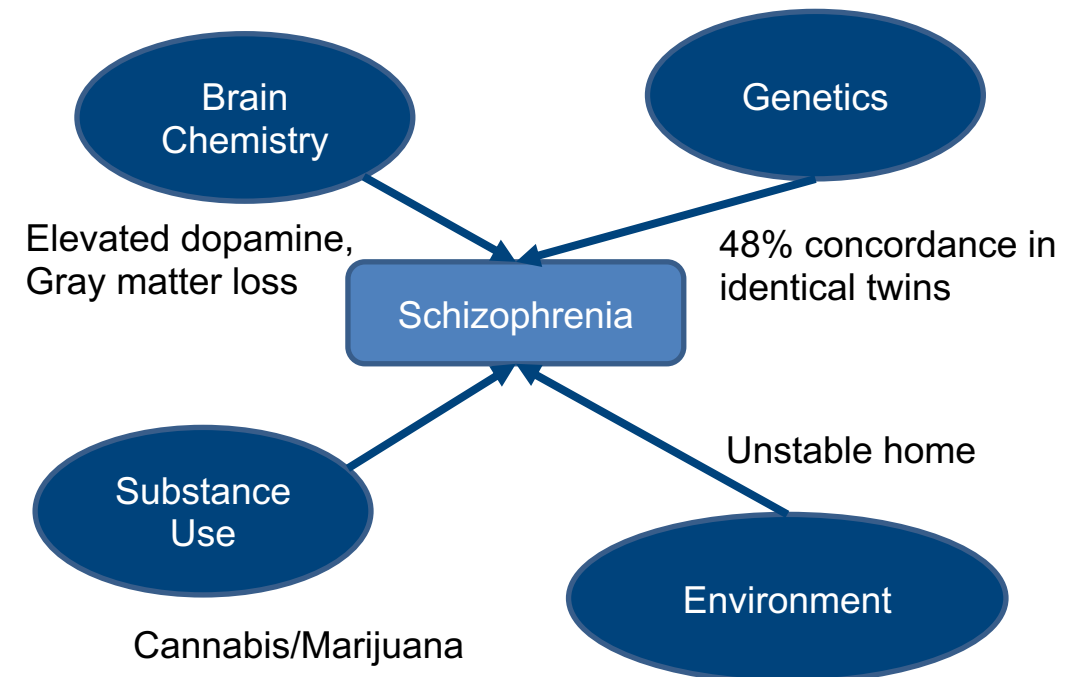 Brain
Chemistry
Genetics
Elevated dopamine,
Gray matter loss
48% concordance in
identical twins
Schizophrenia
Unstable home
Substance
Use
Environment
Cannabis/Marijuana